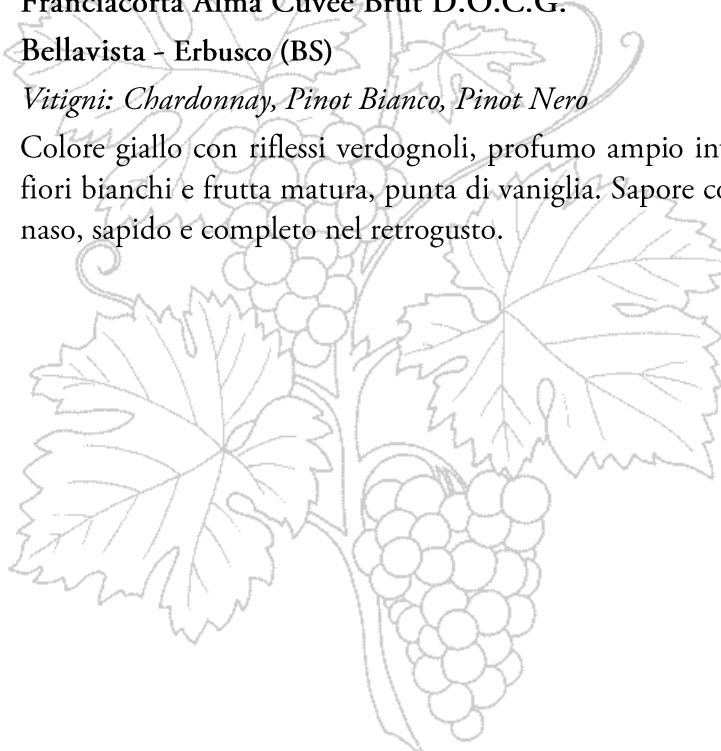 Franciacorta Alma Cuvée Brut D.O.C.G.
Bellavista - Erbusco (BS)
Vitigni: Chardonnay, Pinot Bianco, Pinot Nero
Colore giallo con riflessi verdognoli, profumo ampio
fiori bianchi e frutta matura, punta di vaniglia. Sapore
naso, sapido e completo nel retrogusto.